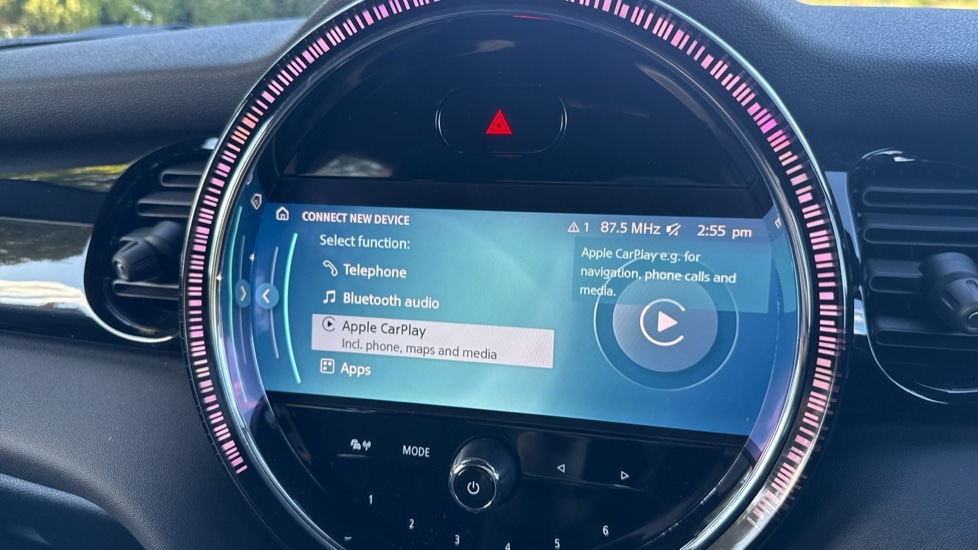 CONNECT NEW DEVICE
1 87.5 MHz 2:55 pm
Select function:
Telephone
Bluetooth audio
Apple CarPlay
Incl. phone, maps and media
Apps
Apple CarPlay e.g. for
navigation, phone calls and
media.
MODE
1
2
3
4
5
6